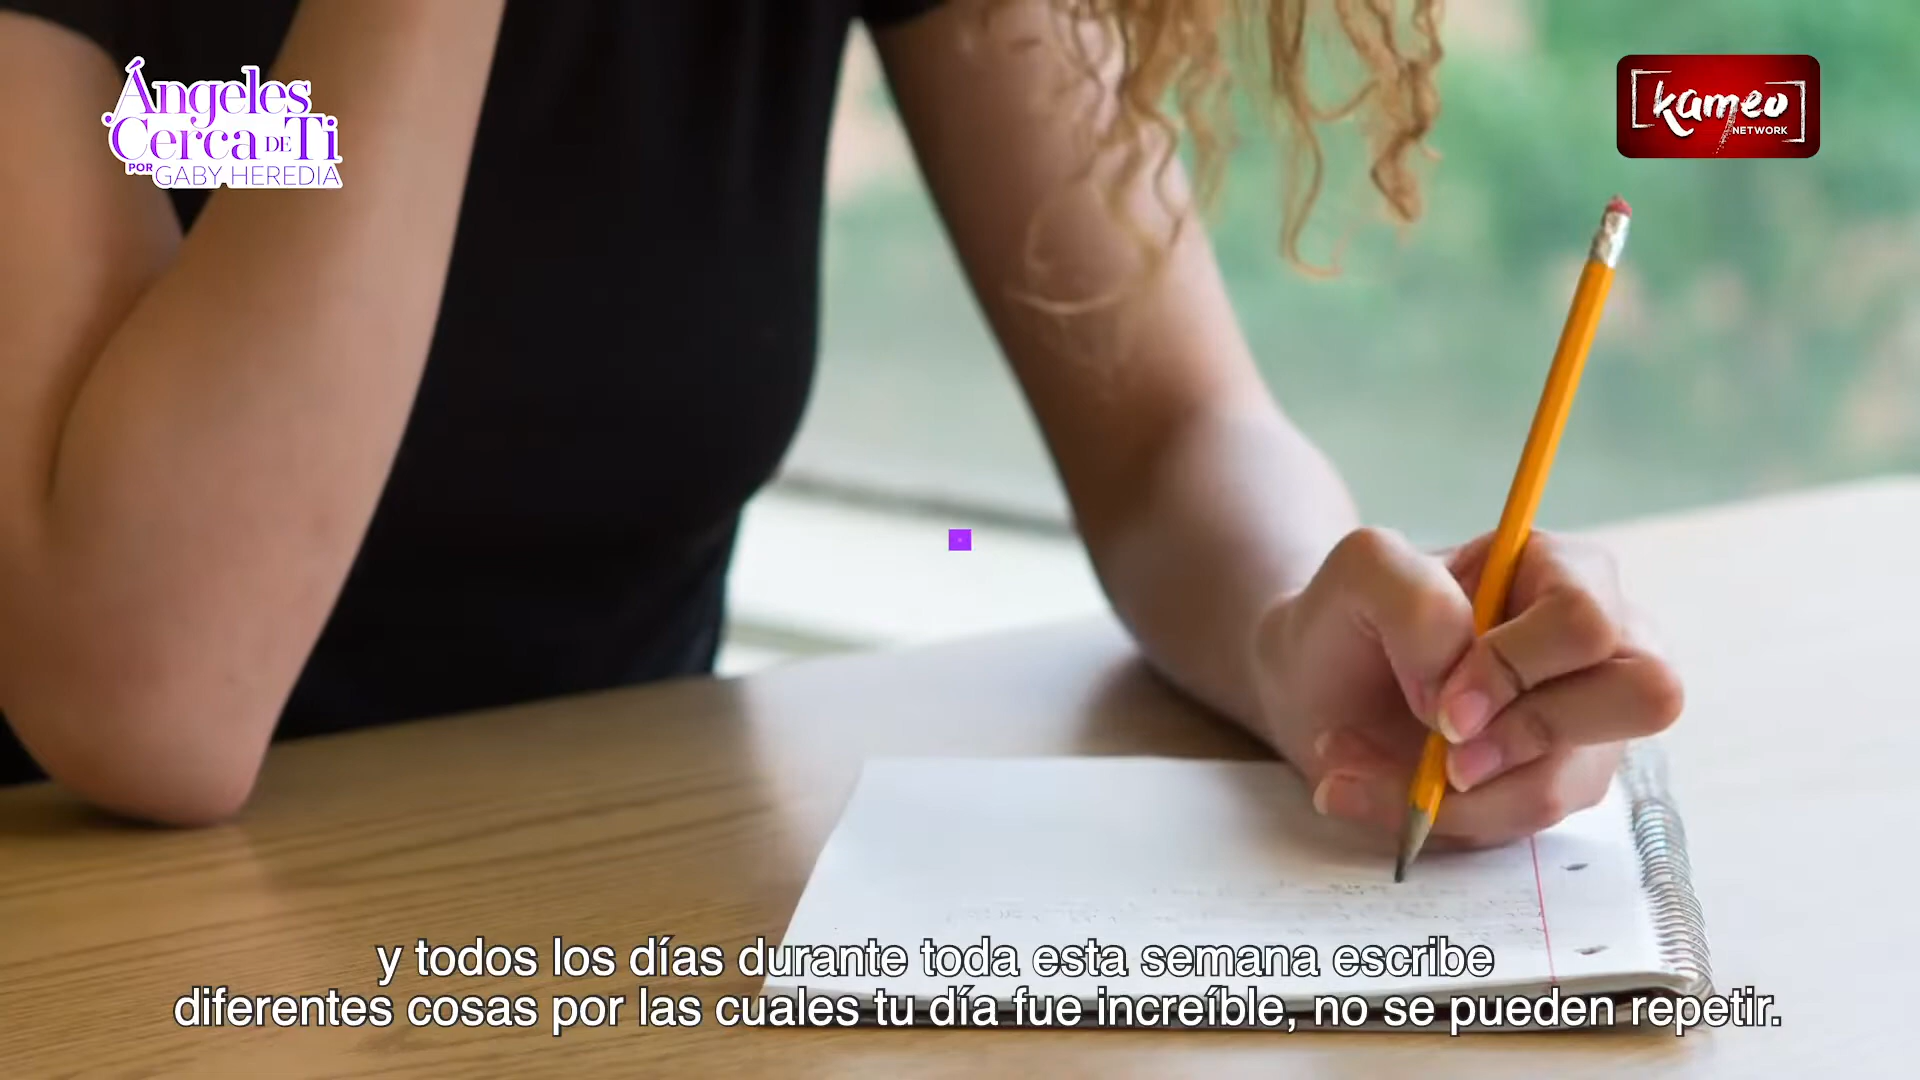 Ángeles
Cerca DE Ti
POR GABY HEREDIA
kameo
NETWORK
y todos los días durante toda esta semana escribe
diferentes cosas por las cuales tu día fue increíble, no se pueden repetir.